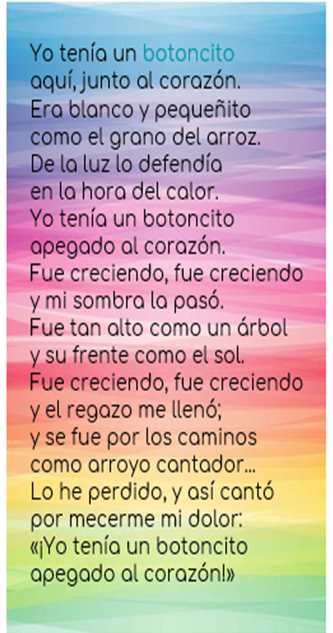 Yo tenía un botoncito
aquí, junto al corazón.
Era blanco y pequeñito
como el grano del arroz.
De la luz lo defendía
en la hora del calor.
Yo tenía un botoncito
apegado al corazón.
Fue creciendo, fue creciendo
y mi sombra la pasó.
Fue tan alto como un árbol
y su frente como el sol.
Fue creciendo, fue creciendo
y el regazo me llenó;
y se fue por los caminos
como arroyo cantador...
Lo he perdido, y así cantó
por mecerme mi dolor:
«¡Yo tenía un botoncito
apegado al corazón!»